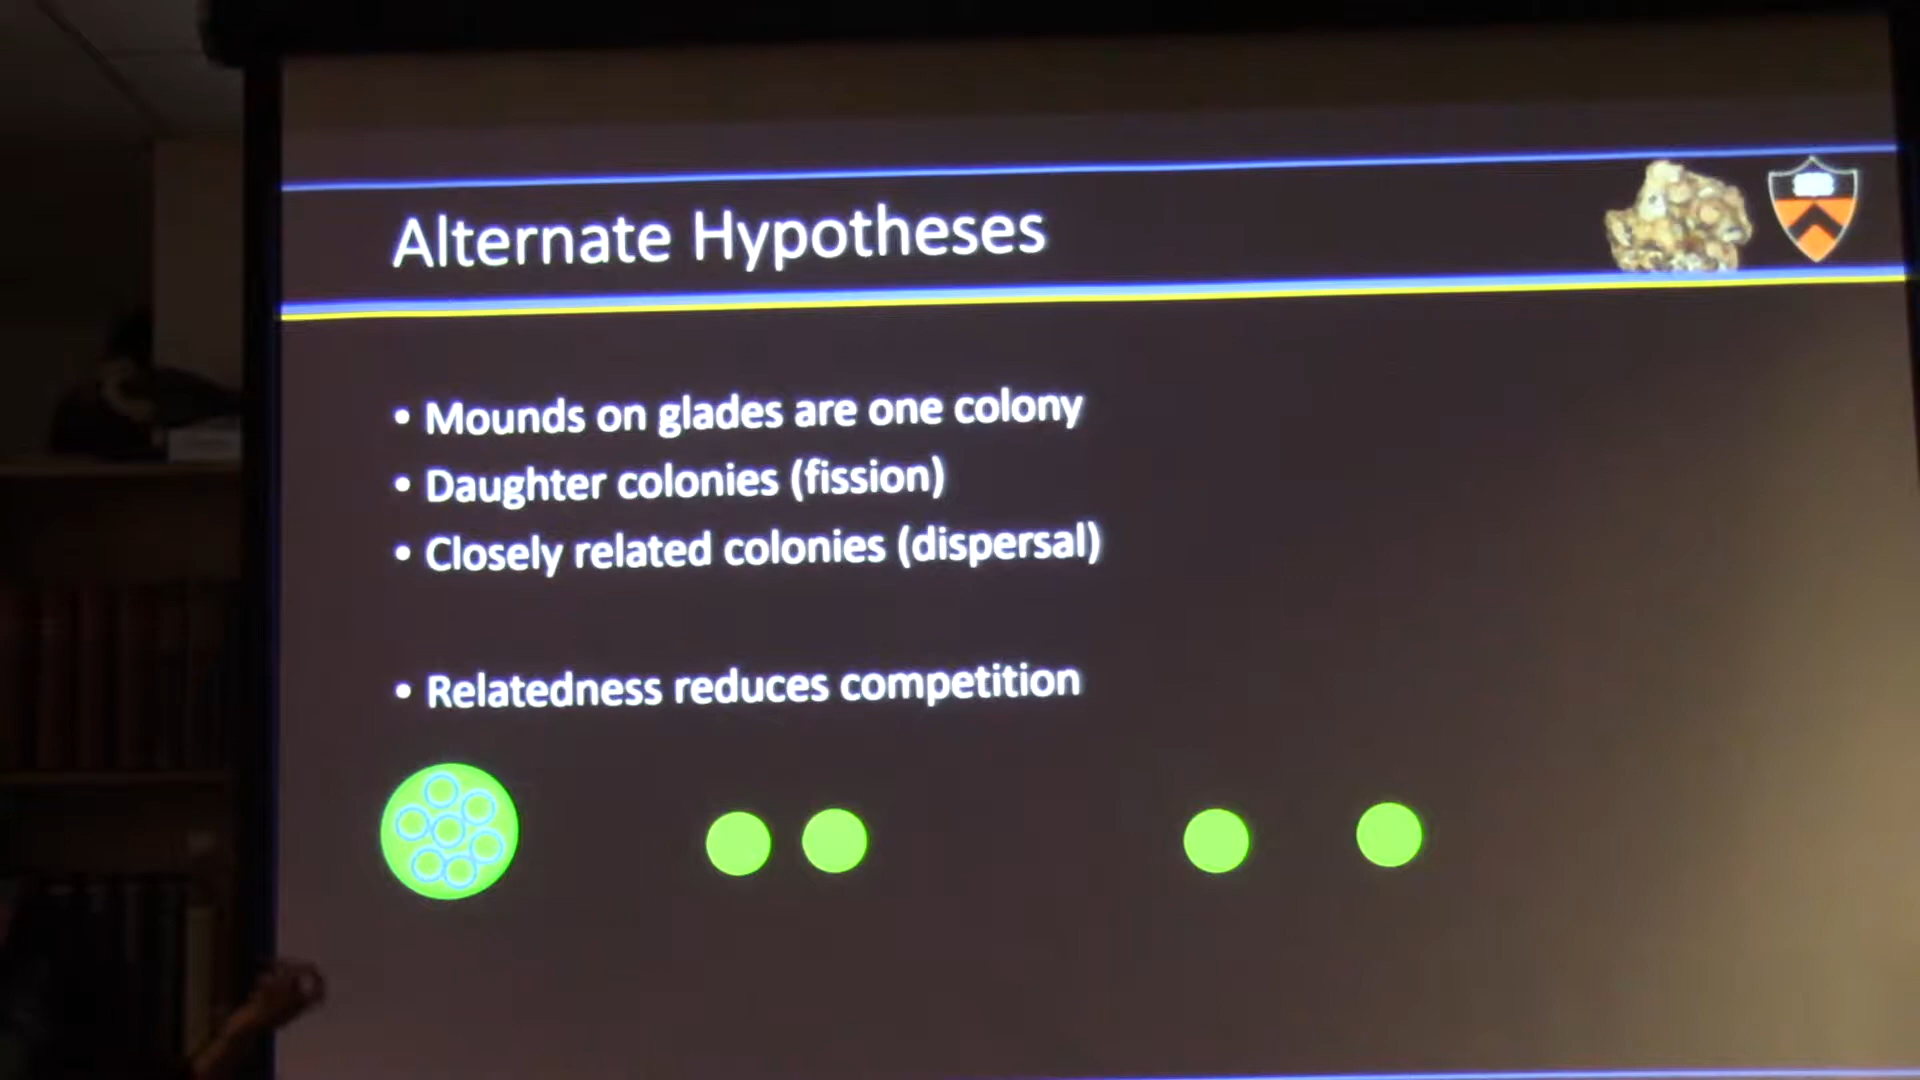 Alternate Hypotheses
• Mounds on glades are one colony
• Daughter colonies (fission)
• Closely related colonies (dispersal)
• Relatedness reduces competition